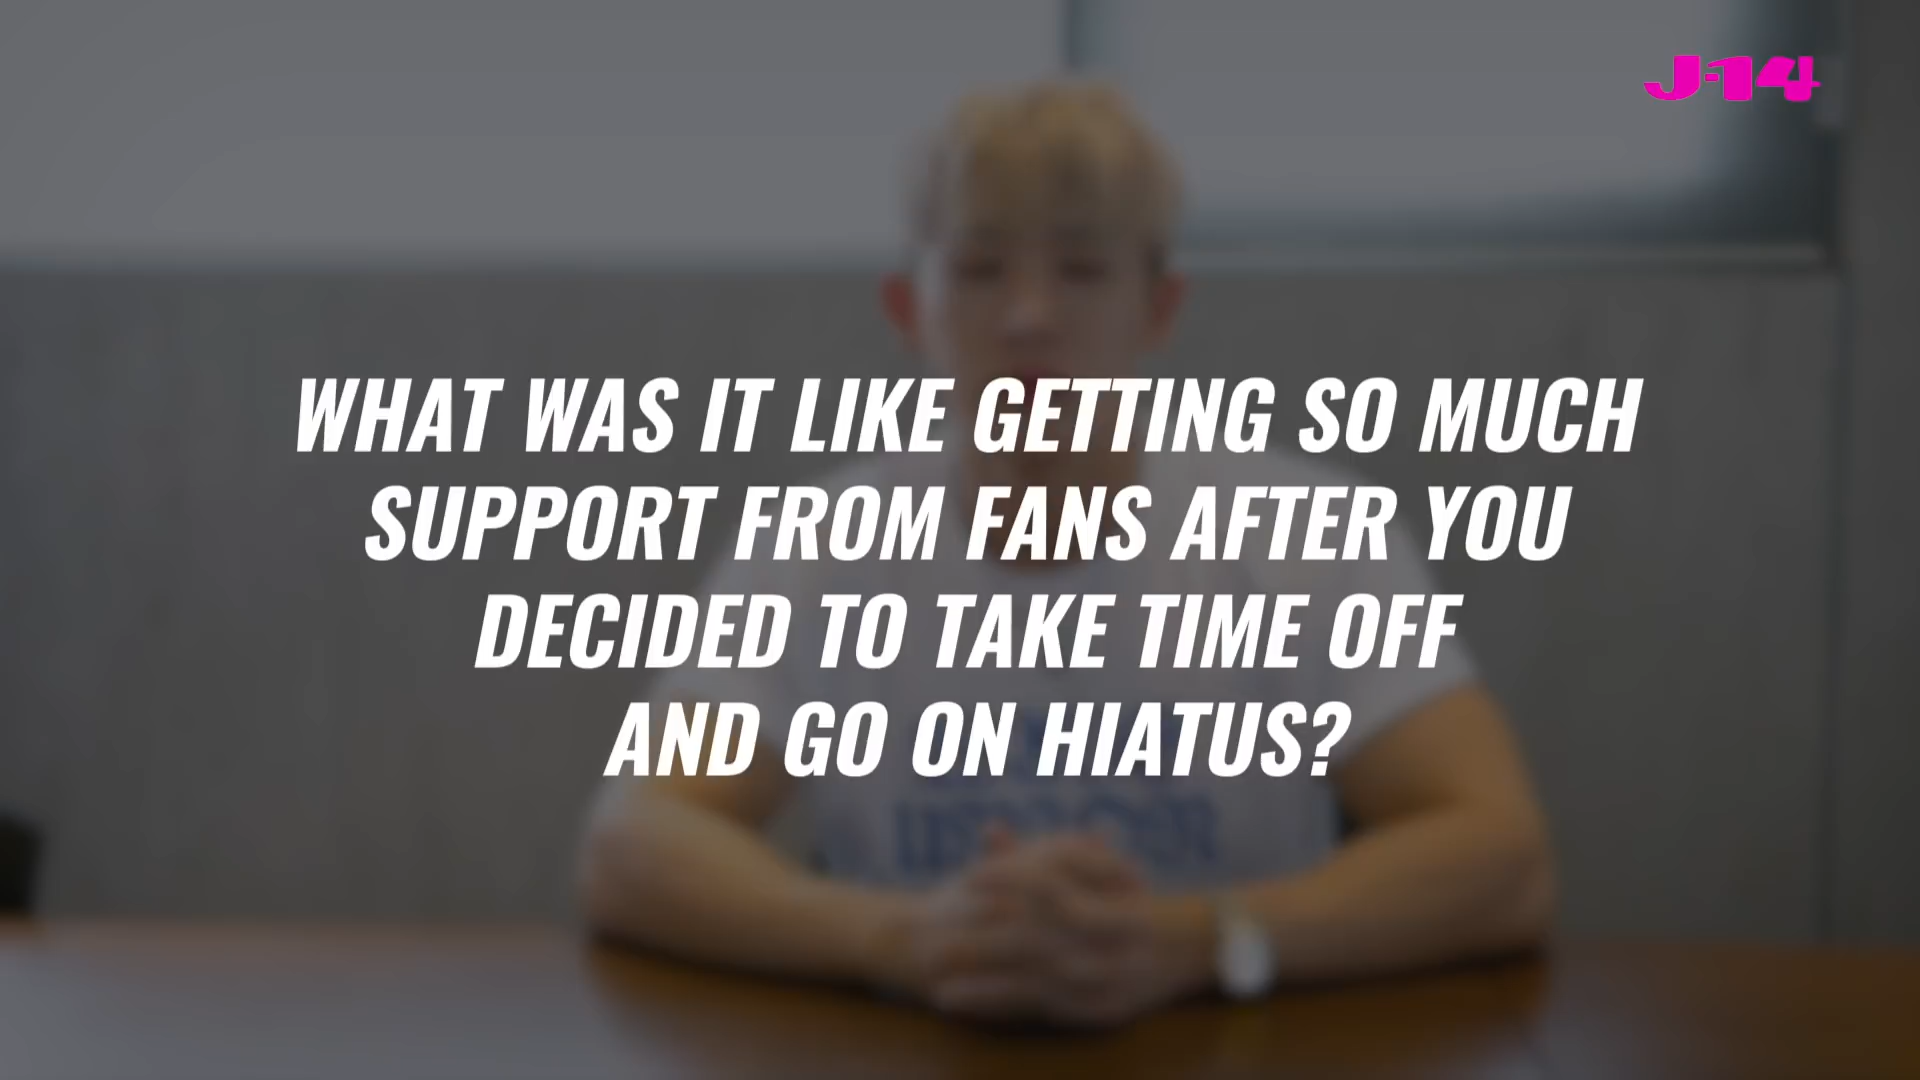 J-14
WHAT WAS IT LIKE GETTING SO MUCH
SUPPORT FROM FANS AFTER YOU
DECIDED TO TAKE TIME OFF
AND GO ON HIATUS?